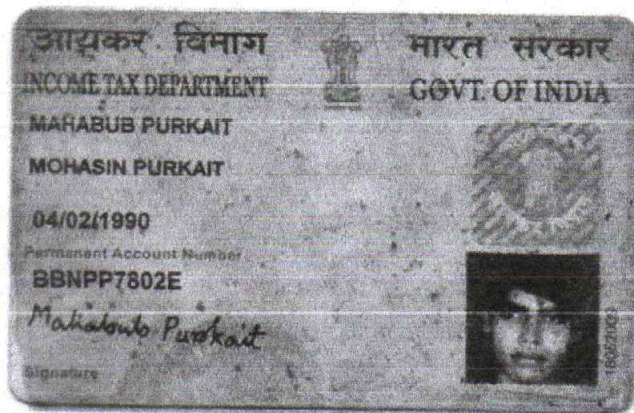 आयकर विभाग
भारत सरकार
INCOME TAX DEPARTMENT
GOVT. OF INDIA
MAHABUB PURKAIT
MOHASIN PURKAIT
04/02/1990
Permanent Account Number
BBNPP7802E
Mahabub Purkait
Signature